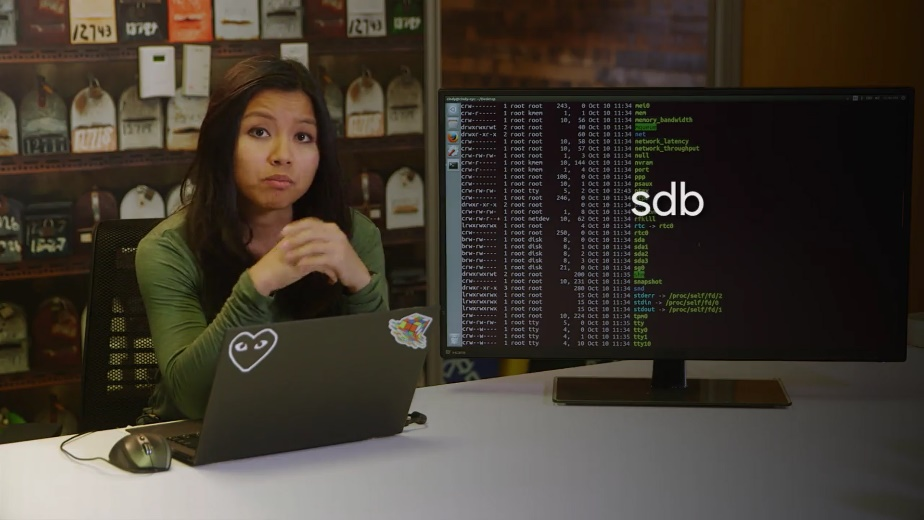 12743
12743
crw------- 1 root root 243, 0 Oct 10 11:34 mei0
crw-r----- 1 root kmem 1, 1 Oct 10 11:34 mem
crw------- 1 root root 10, 56 Oct 10 11:34 memory_bandwidth
drwxrwxrwt 2 root root 40 Oct 10 11:34
drwxr-xr-x 2 root root 60 Oct 10 11:34 net
crw------- 1 root root 10, 58 Oct 10 11:34 network_latency
crw------- 1 root root 10, 57 Oct 10 11:34 network_throughput
crw-rw-rw- 1 root root 1, 3 Oct 10 11:34 null
crw-r----- 1 root kmem 10, 144 Oct 10 11:34 nvram
crw-r----- 1 root kmem 1, 4 Oct 10 11:34 port
crw------- 1 root root 108, 0 Oct 10 11:34 ppp
crw------- 1 root root 10, 1 Oct 10 11:34 psaux
crw-rw-rw- 1 root tty 5, 2 Oct 10 12:43
crw------- 1 root root 246, 0 Oct 10 11:34
drwxr-xr-x 2 root root 0 Oct 10 11:34
sdb
crw-rw-rw- 1 root root 1, 8 Oct 10 11:34
crw-rw-r--+ 1 root netdev 10, 62 Oct 10 11:34 rfkill
lrwxrwxrwx 1 root root 4 Oct 10 11:34 rtc -> rtc0
crw------- 1 root root 250, 0 Oct 10 11:34 rtc0
brw-rw---- 1 root disk 8, 0 Oct 10 11:34 sda
brw-rw---- 1 root disk 8, 1 Oct 10 11:34 sda1
brw-rw---- 1 root disk 8, 2 Oct 10 11:34 sda2
brw-rw---- 1 root disk 8, 3 Oct 10 11:34 sda3
crw-rw---- 1 root disk 21, 0 Oct 10 11:34 sg0
drwxrwxrwt 2 root root 200 Oct 10 11:35 shm
crw------- 1 root root 10, 231 Oct 10 11:34 snapshot
drwxr-xr-x 3 root root 280 Oct 10 11:34 snd
lrwxrwxrwx 1 root root 15 Oct 10 11:34 stderr -> /proc/self/fd/2
lrwxrwxrwx 1 root root 15 Oct 10 11:34 stdin -> /proc/self/fd/0
lrwxrwxrwx 1 root root 15 Oct 10 11:34 stdout -> /proc/self/fd/1
crw------- 1 root root 10, 224 Oct 10 11:34 tpm0
crw-rw-rw- 1 root tty 5, 0 Oct 10 11:35 tty
crw--w---- 1 root tty 4, 0 Oct 10 11:34 tty0
crw--w---- 1 root tty 4, 1 Oct 10 11:35 tty1
crw--w---- 1 root tty 4, 10 Oct 10 11:34 tty10